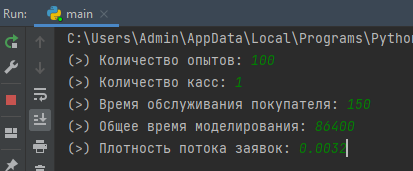 Run: main
C:\Users\Admin\AppData\Local\Programs\Python
(>) Количество опытов: 100
(>) Количество касс: 1
(>) Время обслуживания покупателя: 150
(>) Общее время моделирования: 86400
(>) Плотность потока заявок: 0.0032